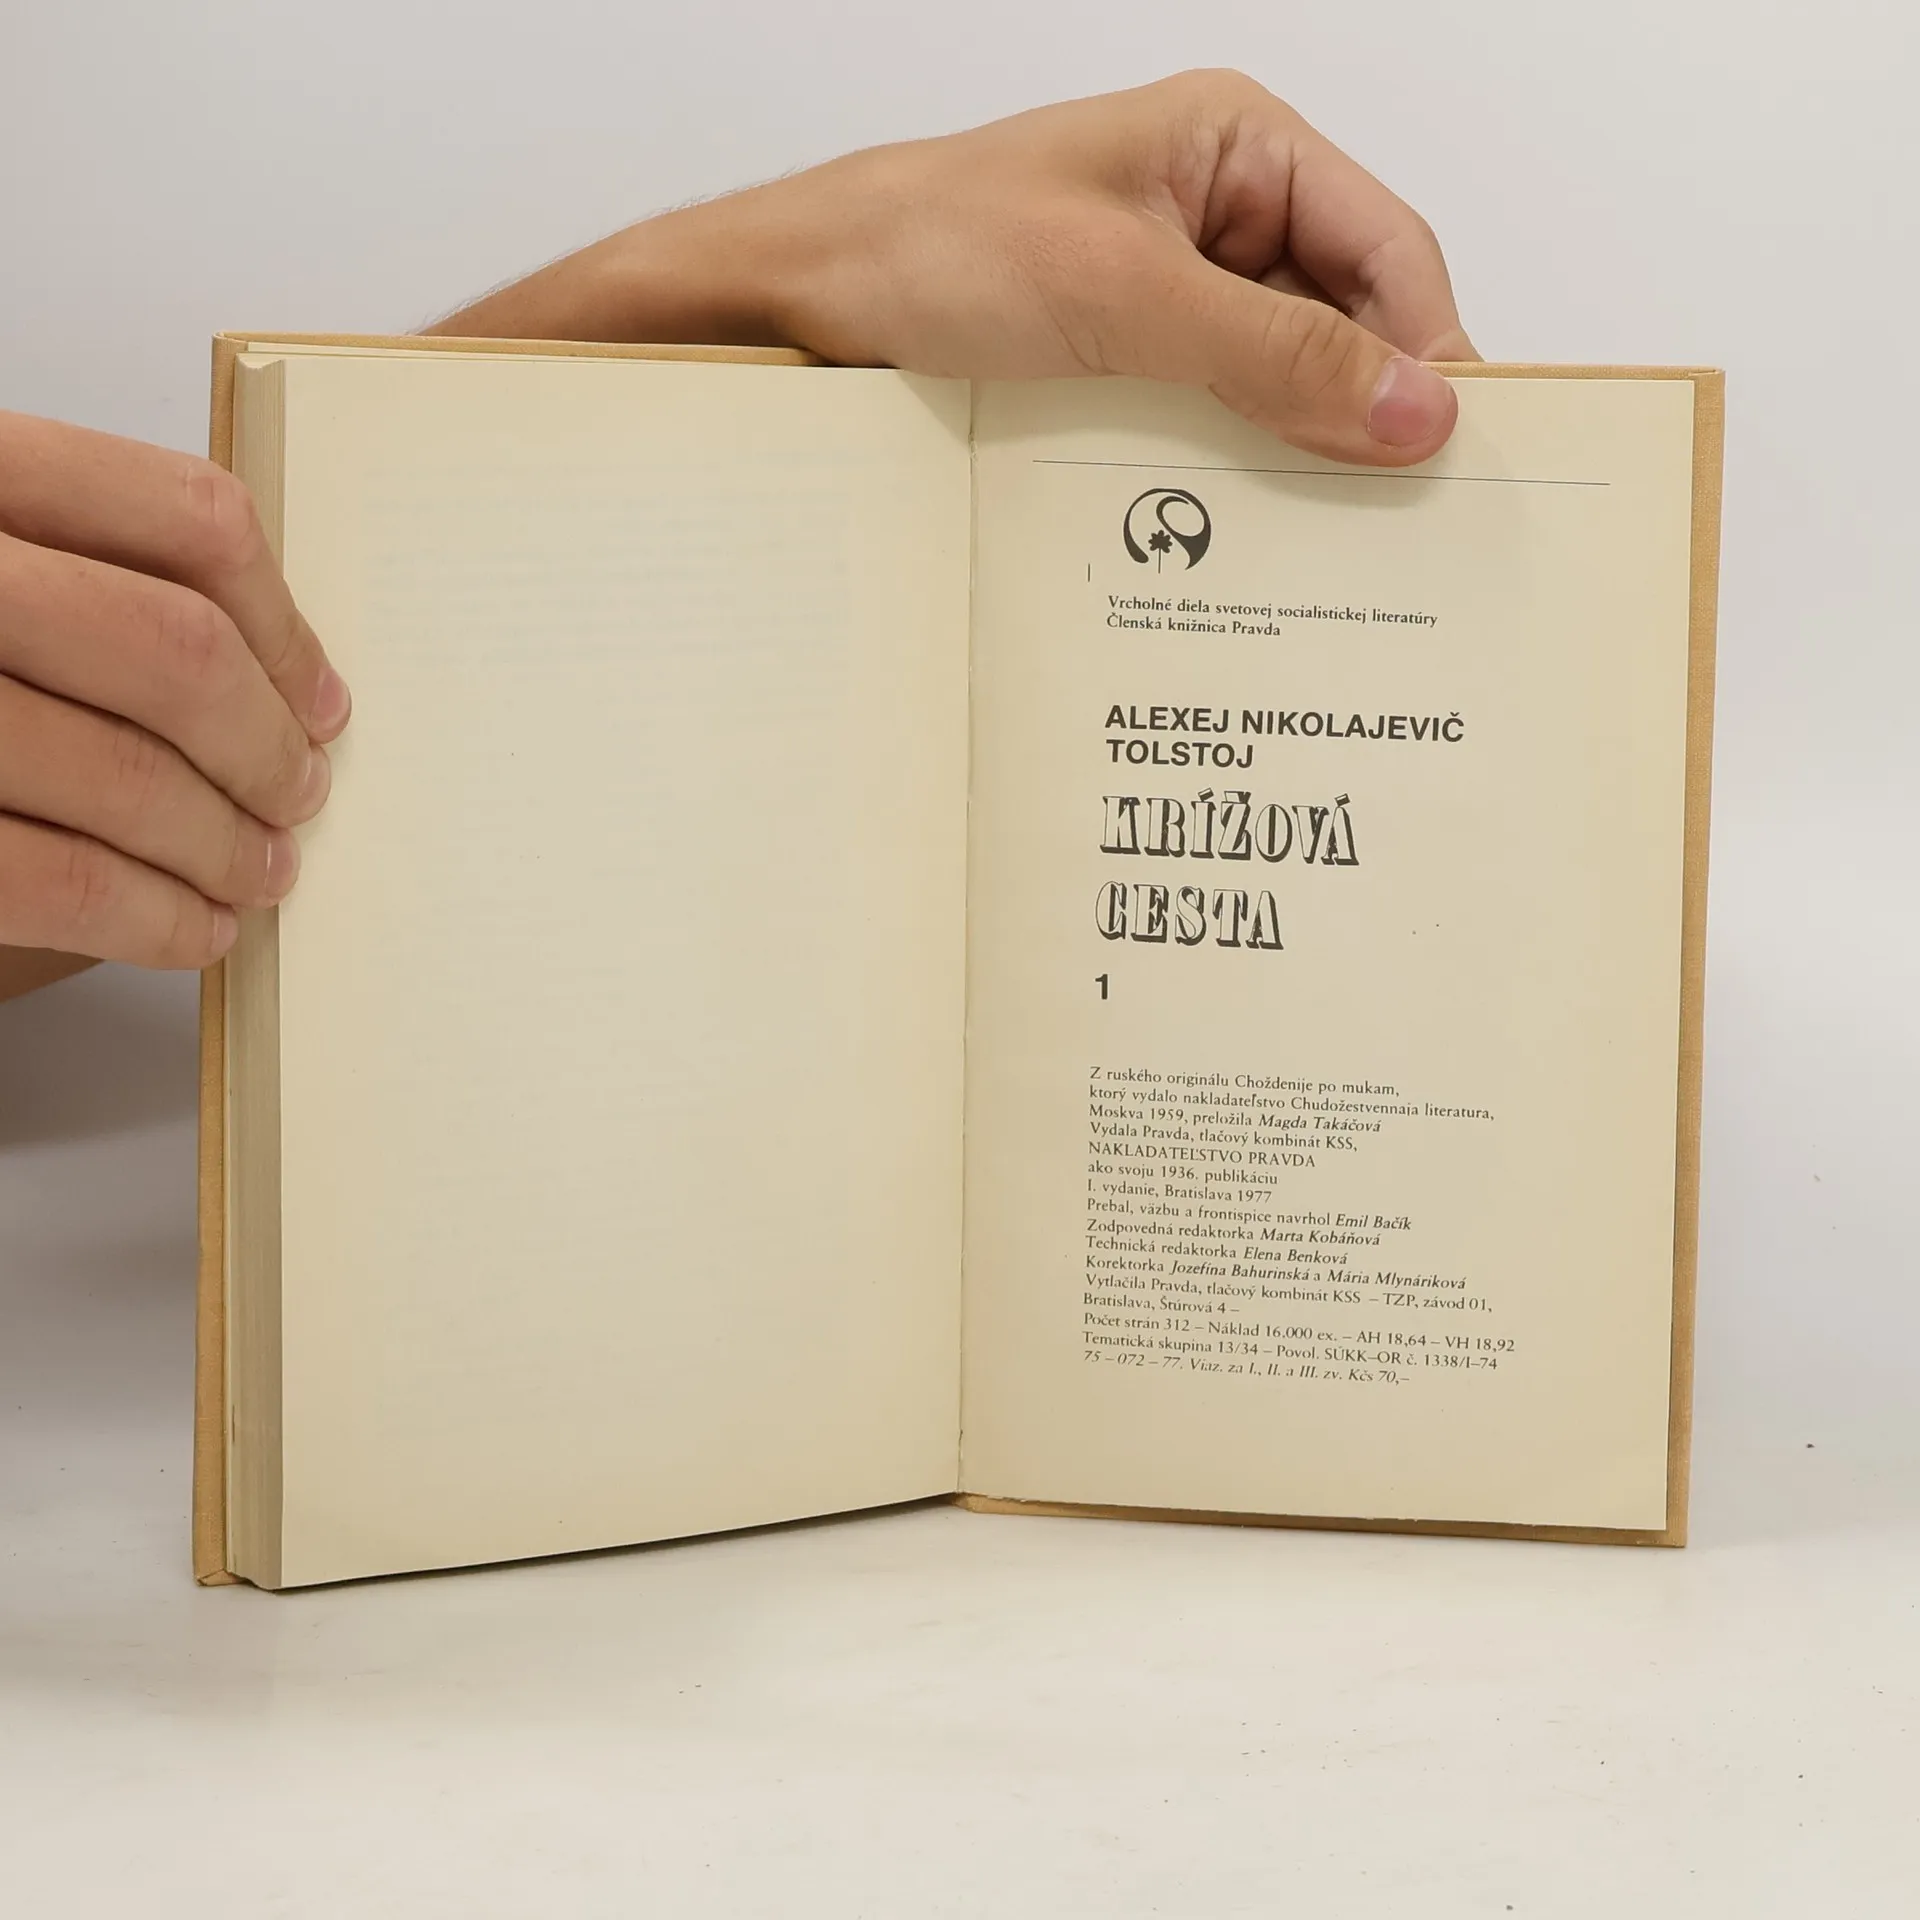 Vrcholné diela svetovej socialistickej literatúry
Členská knižnica Pravda
ALEXEJ NIKOLAJEVIČ
TOLSTOJ
KRÍŽOVÁ
CESTA
1
Z ruského originálu Choždenije po mukam,
ktorý vydalo nakladateľstvo Chudožestvennaja literatura,
Moskva 1959, preložila Magda Takáčová
Vydala Pravda, tlačový kombinát KSS,
NAKLADATEĽSTVO PRAVDA
ako svoju 1936. publikáciu
I. vydanie, Bratislava 1977
Prebal, väzbu a frontispice navrhol Emil Bačík
Zodpovedná redaktorka Marta Kobáňová
Technická redaktorka Elena Benková
Korektorka Jozefína Bahurinská a Mária Mlynáriková
Vytlačila Pravda, tlačový kombinát KSS – TZP, závod 01,
Bratislava, Štúrová 4 –
Počet strán 312 – Náklad 16.000 ex. – AH 18,64 – VH 18,92
Tematická skupina 13/34 – Povol. SÚKK–OR č. 1338/I–74
75 – 072 – 77. Viaz. za I., II. a III. zv. Kčs 70,–